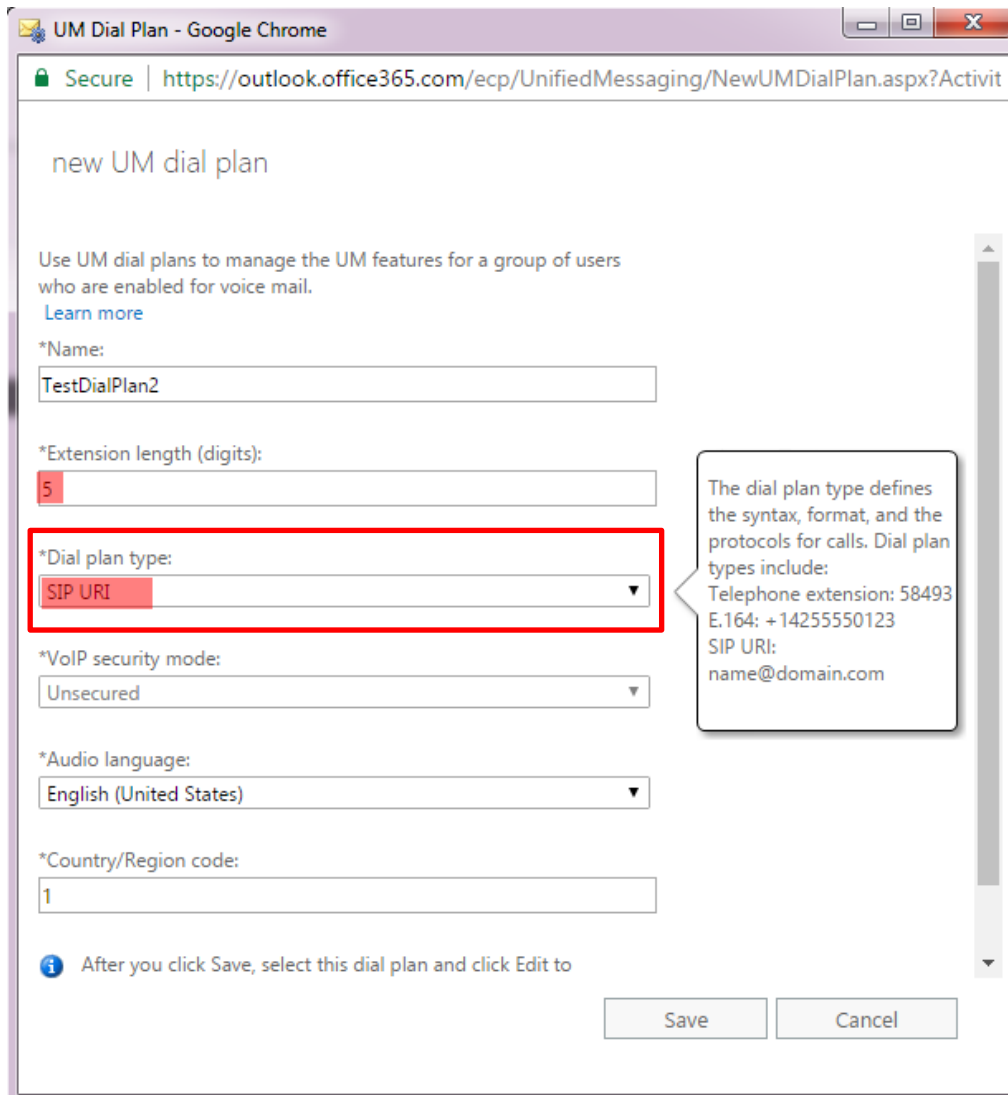 UM Dial Plan - Google Chrome
Secure | https://outlook.office365.com/ecp/UnifiedMessaging/NewUMDialPlan.aspx?Activit
new UM dial plan
Use UM dial plans to manage the UM features for a group of users
who are enabled for voice mail.
Learn more
*Name:
TestDialPlan2
*Extension length (digits):
5
*Dial plan type:
SIP URI
The dial plan type defines
the syntax, format, and the
protocols for calls. Dial plan
types include:
Telephone extension: 58493
E.164: +14255550123
SIP URI:
name@domain.com
*VoIP security mode:
Unsecured
*Audio language:
English (United States)
*Country/Region code:
1
After you click Save, select this dial plan and click Edit to
Save
Cancel